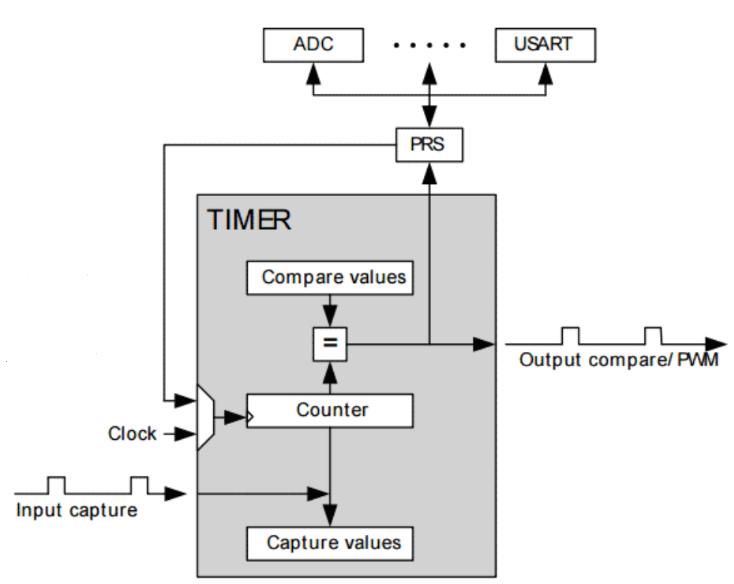 ADC
USART
PRS
TIMER
Compare values
=
Output compare/PWM
Counter
Clock
Input capture
Capture values